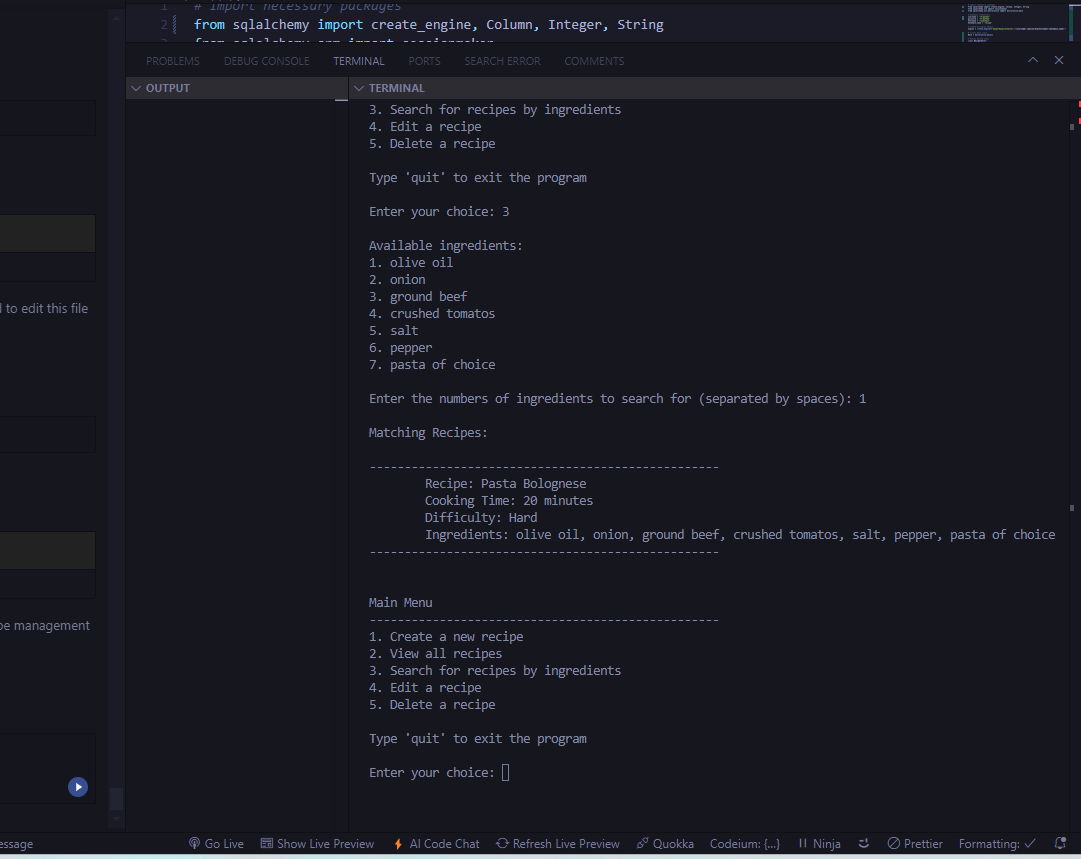 1 # Import necessary packages
2 from sqlalchemy import create_engine, Column, Integer, String
PROBLEMS DEBUG CONSOLE TERMINAL PORTS SEARCH ERROR COMMENTS
OUTPUT
TERMINAL
3. Search for recipes by ingredients
4. Edit a recipe
5. Delete a recipe
Type 'quit' to exit the program
Enter your choice: 3
Available ingredients:
1. olive oil
2. onion
3. ground beef
4. crushed tomatos
5. salt
6. pepper
7. pasta of choice
Enter the numbers of ingredients to search for (separated by spaces): 1
Matching Recipes:
--------------------------------------------------
Recipe: Pasta Bolognese
Cooking Time: 20 minutes
Difficulty: Hard
Ingredients: olive oil, onion, ground beef, crushed tomatos, salt, pepper, pasta of choice
--------------------------------------------------
Main Menu
--------------------------------------------------
1. Create a new recipe
2. View all recipes
3. Search for recipes by ingredients
4. Edit a recipe
5. Delete a recipe
Type 'quit' to exit the program
Enter your choice:
to edit this file
management
Go Live Show Live Preview AI Code Chat Refresh Live Preview Quokka Codeium: {...} Ninja Prettier Formatting: